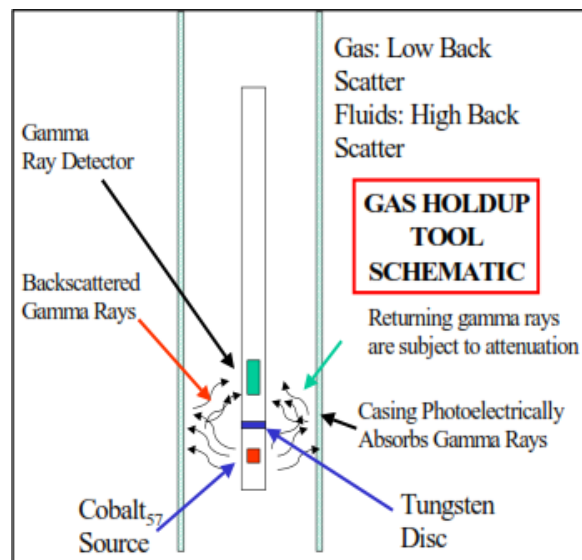 Gas: Low Back
Scatter
Fluids: High Back
Scatter
Gamma
Ray Detector
GAS HOLDUP
TOOL
SCHEMATIC
Backscattered
Gamma Rays
Returning gamma rays
are subject to attenuation
Casing Photoelectrically
Absorbs Gamma Rays
Cobalt57
Source
Tungsten
Disc